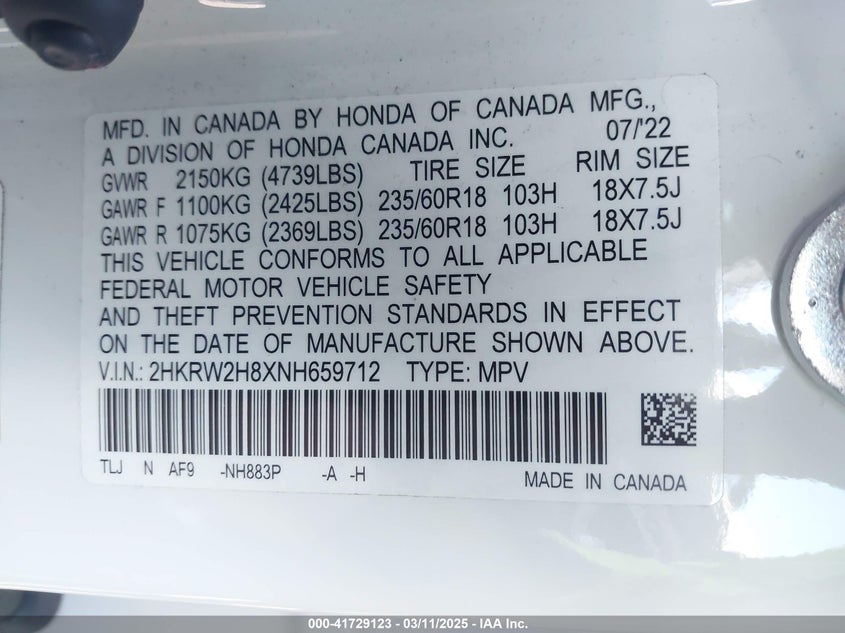 MFD. IN CANADA BY HONDA OF CANADA MFG.,
A DIVISION OF HONDA CANADA INC. 07/'22
GVWR 2150KG (4739LBS) TIRE SIZE RIM SIZE
GAWR F 1100KG (2425LBS) 235/60R18 103H 18X7.5J
GAWR R 1075KG (2369LBS) 235/60R18 103H 18X7.5J
THIS VEHICLE CONFORMS TO ALL APPLICABLE
FEDERAL MOTOR VEHICLE SAFETY
AND THEFT PREVENTION STANDARDS IN EFFECT
ON THE DATE OF MANUFACTURE SHOWN ABOVE.
V.I.N.: 2HKRW2H8XNH659712 TYPE: MPV
TLJ N AF9 -NH883P -A -H
MADE IN CANADA
000-41729123 - 03/11/2025 - IAA Inc.